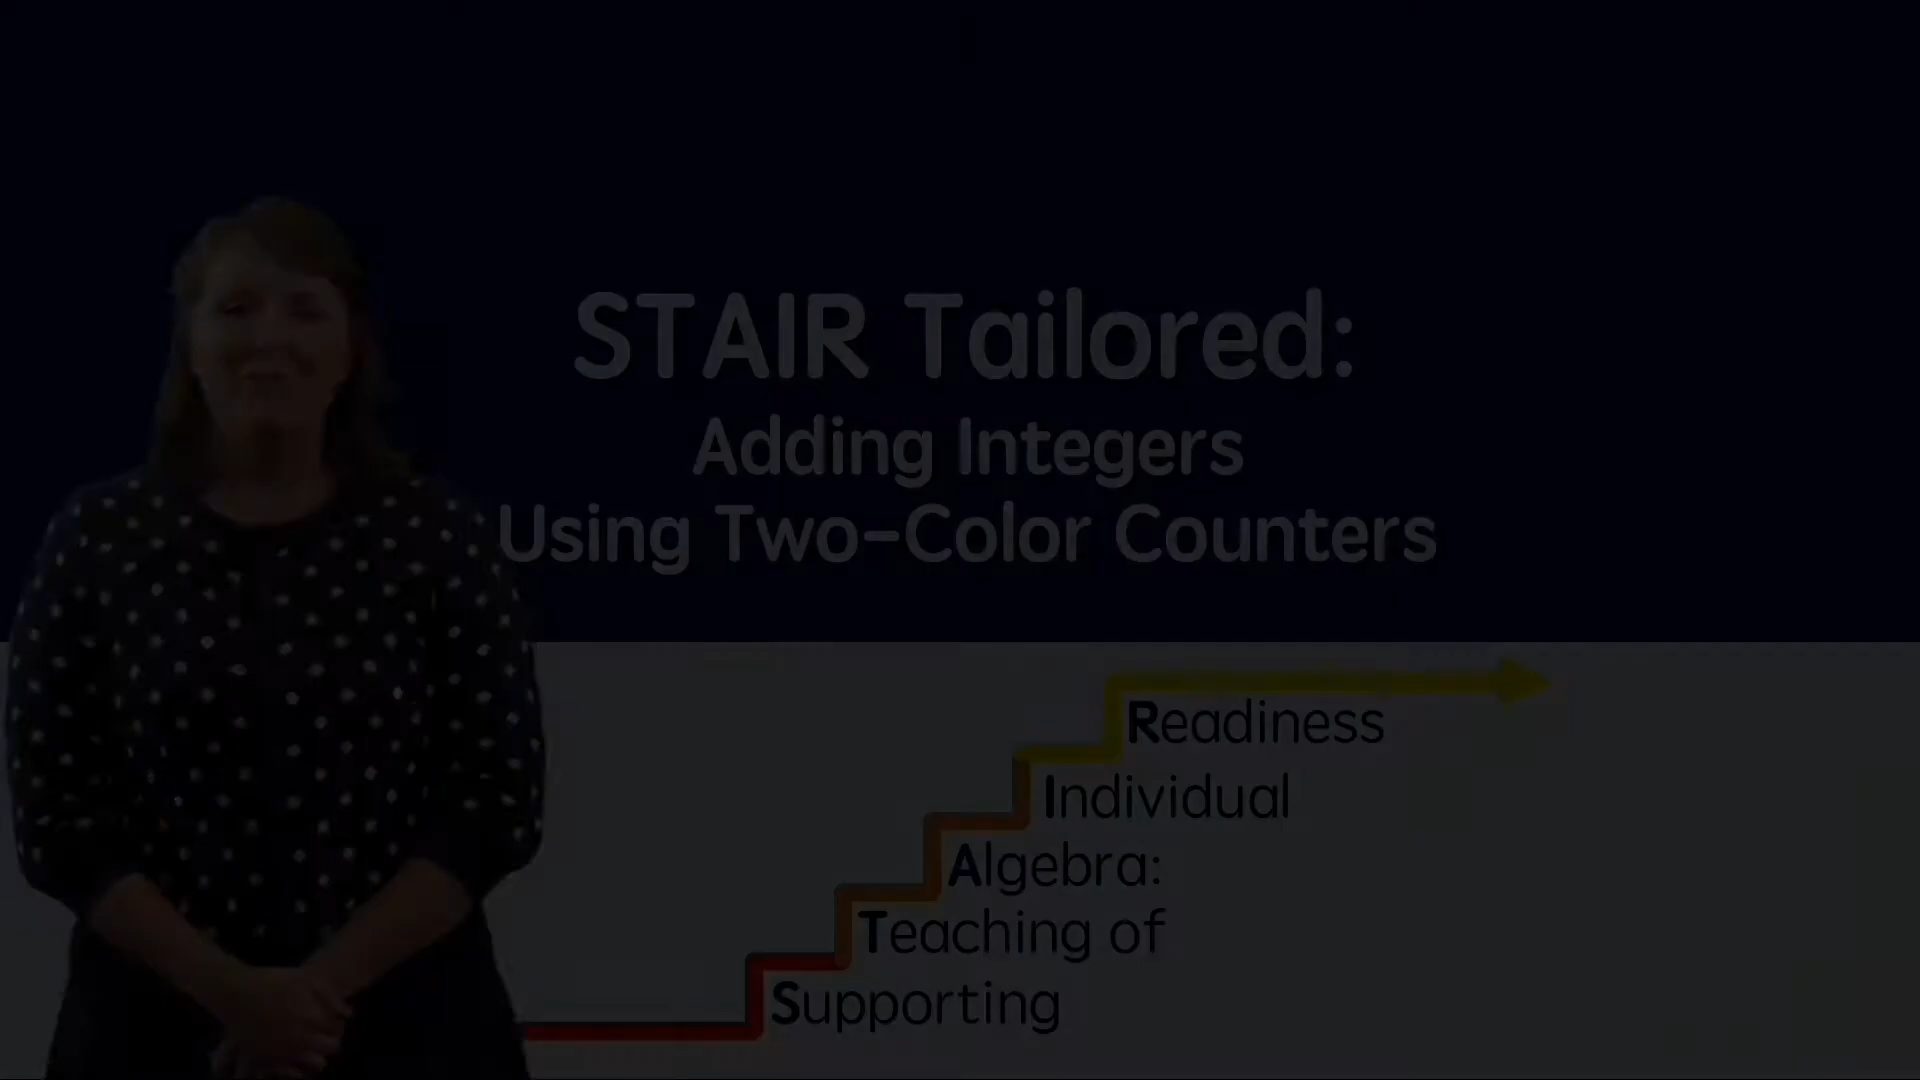 STAIR Tailored:
Adding Integers
Using Two-Color Counters
Readiness
Individual
Algebra:
Teaching of
Supporting